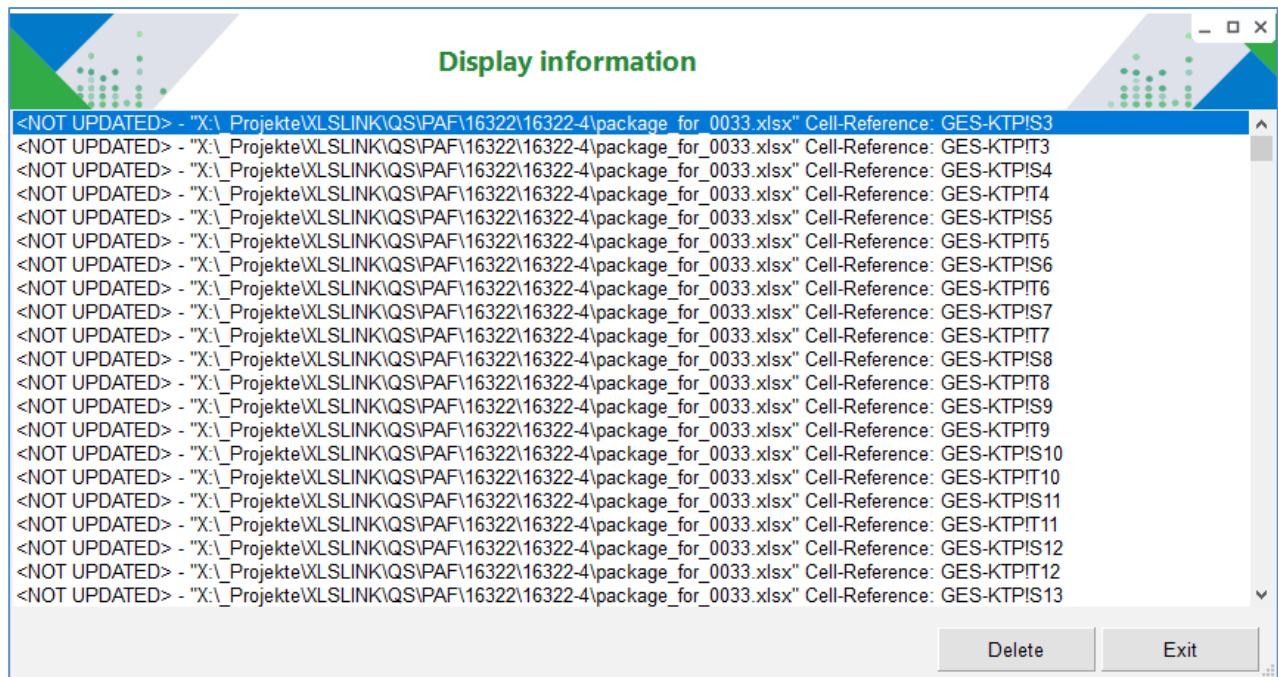 Display information
<NOT UPDATED> - "X:\_Projekte\XLSLINK\QS\PAF\16322\16322-4\package_for_0033.xlsx" Cell-Reference: GES-KTP!S3
<NOT UPDATED> - "X:\_Projekte\XLSLINK\QS\PAF\16322\16322-4\package_for_0033.xlsx" Cell-Reference: GES-KTP!T3
<NOT UPDATED> - "X:\_Projekte\XLSLINK\QS\PAF\16322\16322-4\package_for_0033.xlsx" Cell-Reference: GES-KTP!S4
<NOT UPDATED> - "X:\_Projekte\XLSLINK\QS\PAF\16322\16322-4\package_for_0033.xlsx" Cell-Reference: GES-KTP!T4
<NOT UPDATED> - "X:\_Projekte\XLSLINK\QS\PAF\16322\16322-4\package_for_0033.xlsx" Cell-Reference: GES-KTP!S5
<NOT UPDATED> - "X:\_Projekte\XLSLINK\QS\PAF\16322\16322-4\package_for_0033.xlsx" Cell-Reference: GES-KTP!T5
<NOT UPDATED> - "X:\_Projekte\XLSLINK\QS\PAF\16322\16322-4\package_for_0033.xlsx" Cell-Reference: GES-KTP!S6
<NOT UPDATED> - "X:\_Projekte\XLSLINK\QS\PAF\16322\16322-4\package_for_0033.xlsx" Cell-Reference: GES-KTP!T6
<NOT UPDATED> - "X:\_Projekte\XLSLINK\QS\PAF\16322\16322-4\package_for_0033.xlsx" Cell-Reference: GES-KTP!S7
<NOT UPDATED> - "X:\_Projekte\XLSLINK\QS\PAF\16322\16322-4\package_for_0033.xlsx" Cell-Reference: GES-KTP!T7
<NOT UPDATED> - "X:\_Projekte\XLSLINK\QS\PAF\16322\16322-4\package_for_0033.xlsx" Cell-Reference: GES-KTP!S8
<NOT UPDATED> - "X:\_Projekte\XLSLINK\QS\PAF\16322\16322-4\package_for_0033.xlsx" Cell-Reference: GES-KTP!T8
<NOT UPDATED> - "X:\_Projekte\XLSLINK\QS\PAF\16322\16322-4\package_for_0033.xlsx" Cell-Reference: GES-KTP!S9
<NOT UPDATED> - "X:\_Projekte\XLSLINK\QS\PAF\16322\16322-4\package_for_0033.xlsx" Cell-Reference: GES-KTP!T9
<NOT UPDATED> - "X:\_Projekte\XLSLINK\QS\PAF\16322\16322-4\package_for_0033.xlsx" Cell-Reference: GES-KTP!S10
<NOT UPDATED> - "X:\_Projekte\XLSLINK\QS\PAF\16322\16322-4\package_for_0033.xlsx" Cell-Reference: GES-KTP!T10
<NOT UPDATED> - "X:\_Projekte\XLSLINK\QS\PAF\16322\16322-4\package_for_0033.xlsx" Cell-Reference: GES-KTP!S11
<NOT UPDATED> - "X:\_Projekte\XLSLINK\QS\PAF\16322\16322-4\package_for_0033.xlsx" Cell-Reference: GES-KTP!T11
<NOT UPDATED> - "X:\_Projekte\XLSLINK\QS\PAF\16322\16322-4\package_for_0033.xlsx" Cell-Reference: GES-KTP!S12
<NOT UPDATED> - "X:\_Projekte\XLSLINK\QS\PAF\16322\16322-4\package_for_0033.xlsx" Cell-Reference: GES-KTP!T12
<NOT UPDATED> - "X:\_Projekte\XLSLINK\QS\PAF\16322\16322-4\package_for_0033.xlsx" Cell-Reference: GES-KTP!S13
Delete Exit